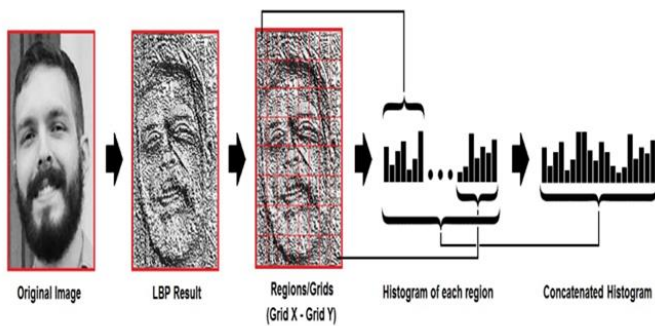 Original Image
LBP Result
Regions/Grids
(Grid X - Grid Y)
Histogram of each region
Concatenated Histogram